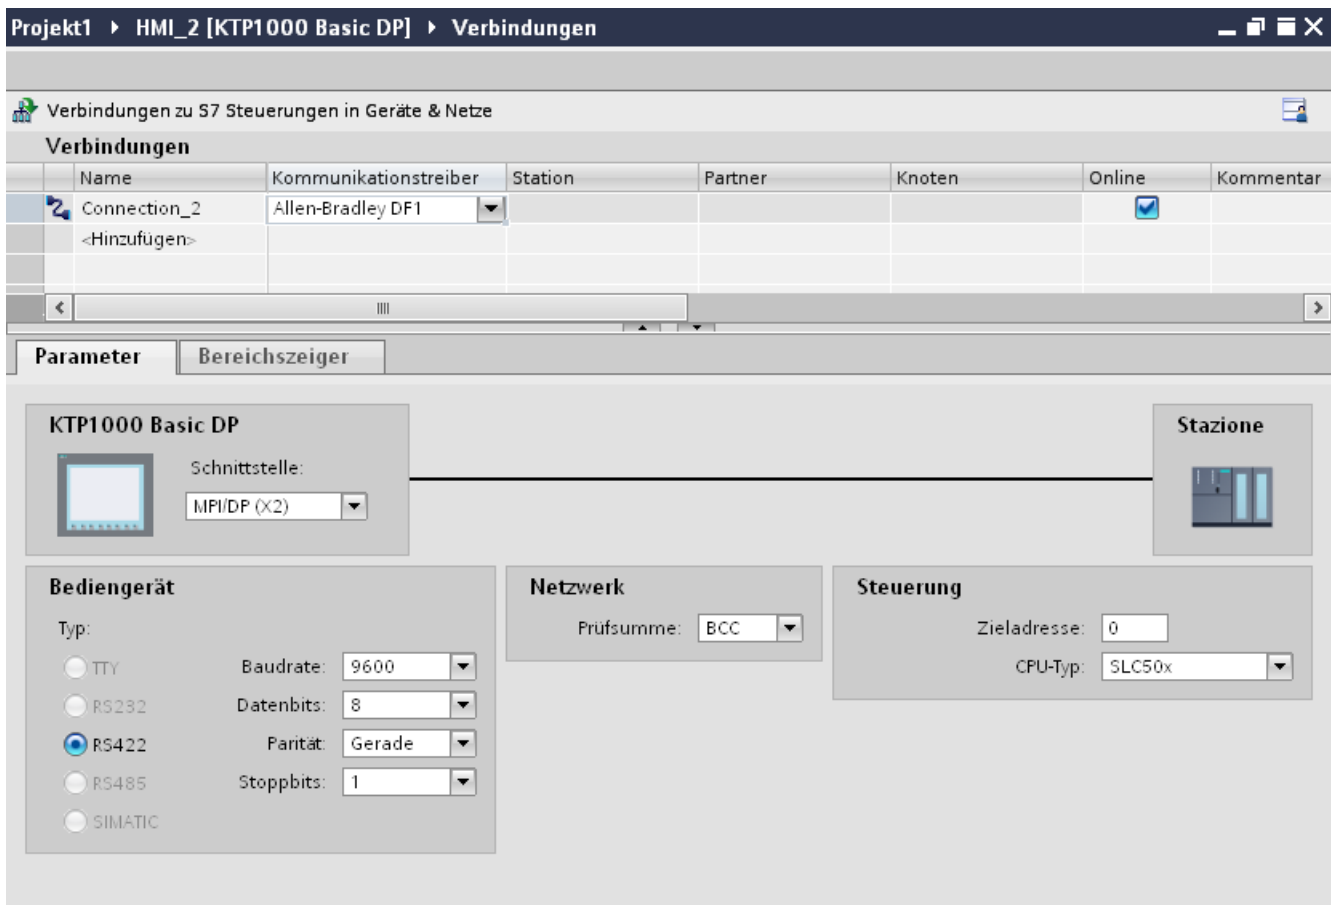 Projekt1 ▸ HMI_2 [KTP1000 Basic DP] ▸ Verbindungen
Verbindungen zu S7 Steuerungen in Geräte & Netze
Verbindungen
Name Kommunikationstreiber Station Partner Knoten Online Kommentar
Connection_2 Allen-Bradley DF1
<Hinzufügen>
Parameter Bereichszeiger
KTP1000 Basic DP Stazione
Schnittstelle:
MPI/DP (X2)
Bediengerät Netzwerk Steuerung
Typ: Prüfsumme: BCC Zieladresse: 0
TTY Baudrate: 9600 CPU-Typ: SLC50x
RS232 Datenbits: 8
RS422 Parität: Gerade
RS485 Stoppbits: 1
SIMATIC